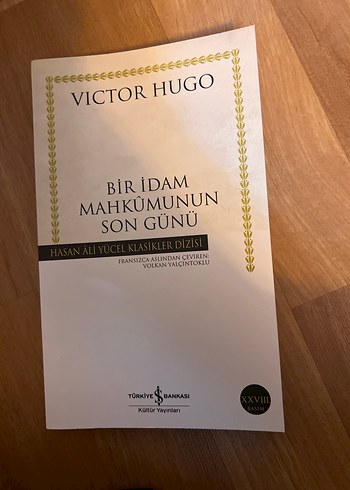 VICTOR HUGO
BİR İDAM
MAHKÛMUNUN
SON GÜNÜ
HASAN ÂLİ YÜCEL KLASİKLER DİZİSİ
FRANSIZCA ASLINDAN ÇEVİREN:
VOLKAN YALÇINTOKLU
TÜRKİYE İŞ BANKASI
Kültür Yayınları
XXVIII
BASIM